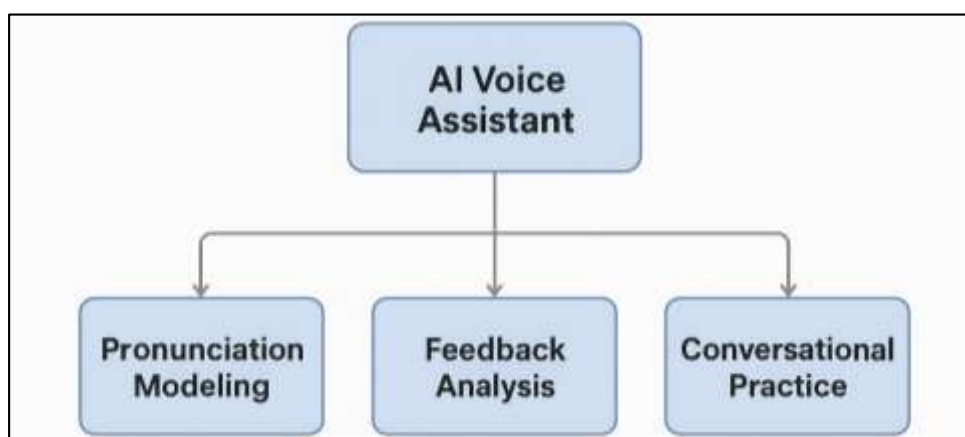 AI Voice
Assistant
Pronunciation
Modeling
Feedback
Analysis
Conversational
Practice